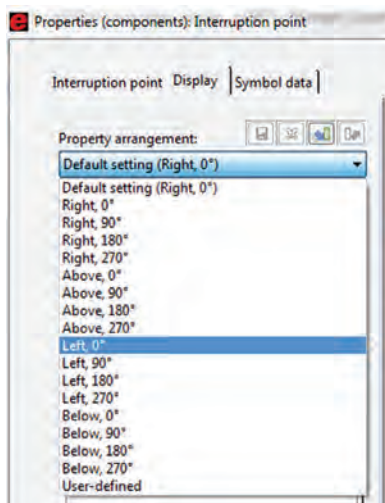 Properties (components): Interruption point
Interruption point Display Symbol data
Property arrangement:
Default setting (Right, 0°)
Default setting (Right, 0°)
Right, 0°
Right, 90°
Right, 180°
Right, 270°
Above, 0°
Above, 90°
Above, 180°
Above, 270°
Left, 0°
Left, 90°
Left, 180°
Left, 270°
Below, 0°
Below, 90°
Below, 180°
Below, 270°
User-defined